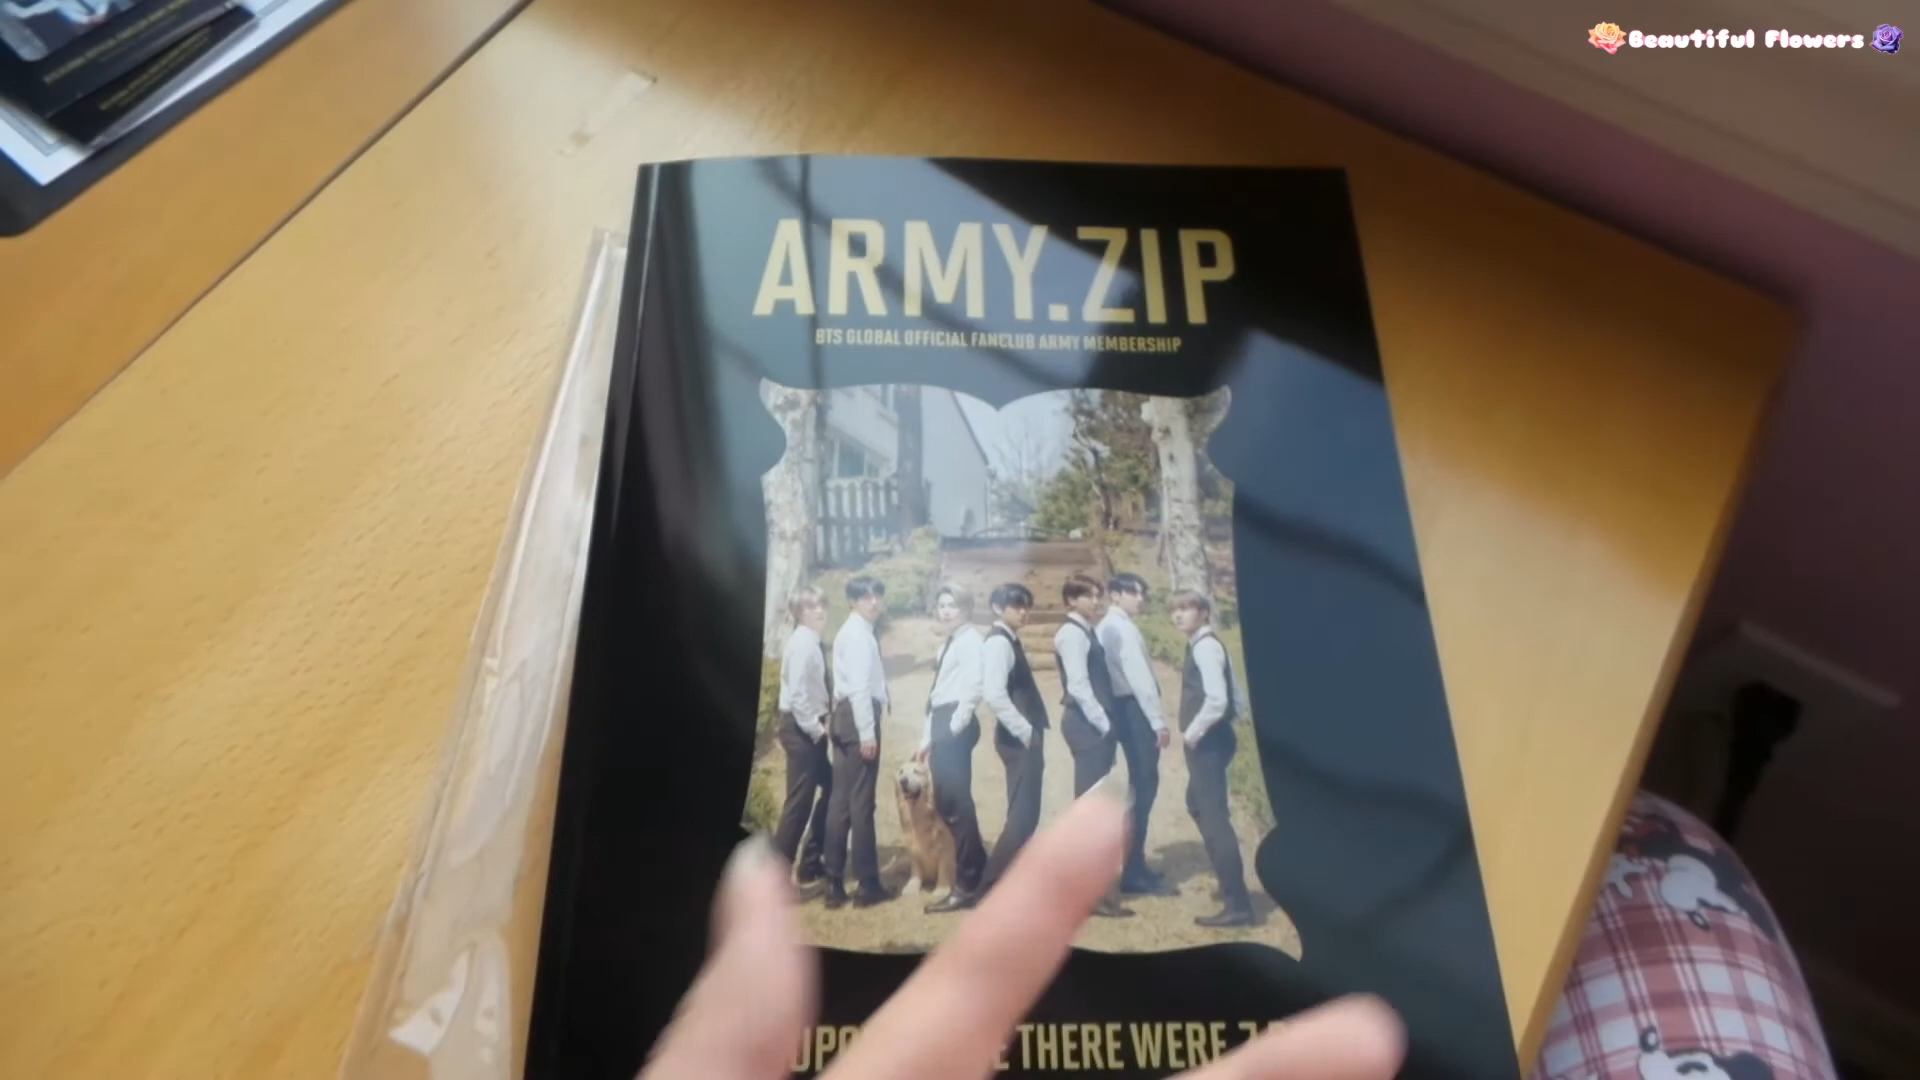 Beautiful Flowers
ARMY.ZIP
BTS GLOBAL OFFICIAL FANCLUB ARMY MEMBERSHIP
THERE WERE